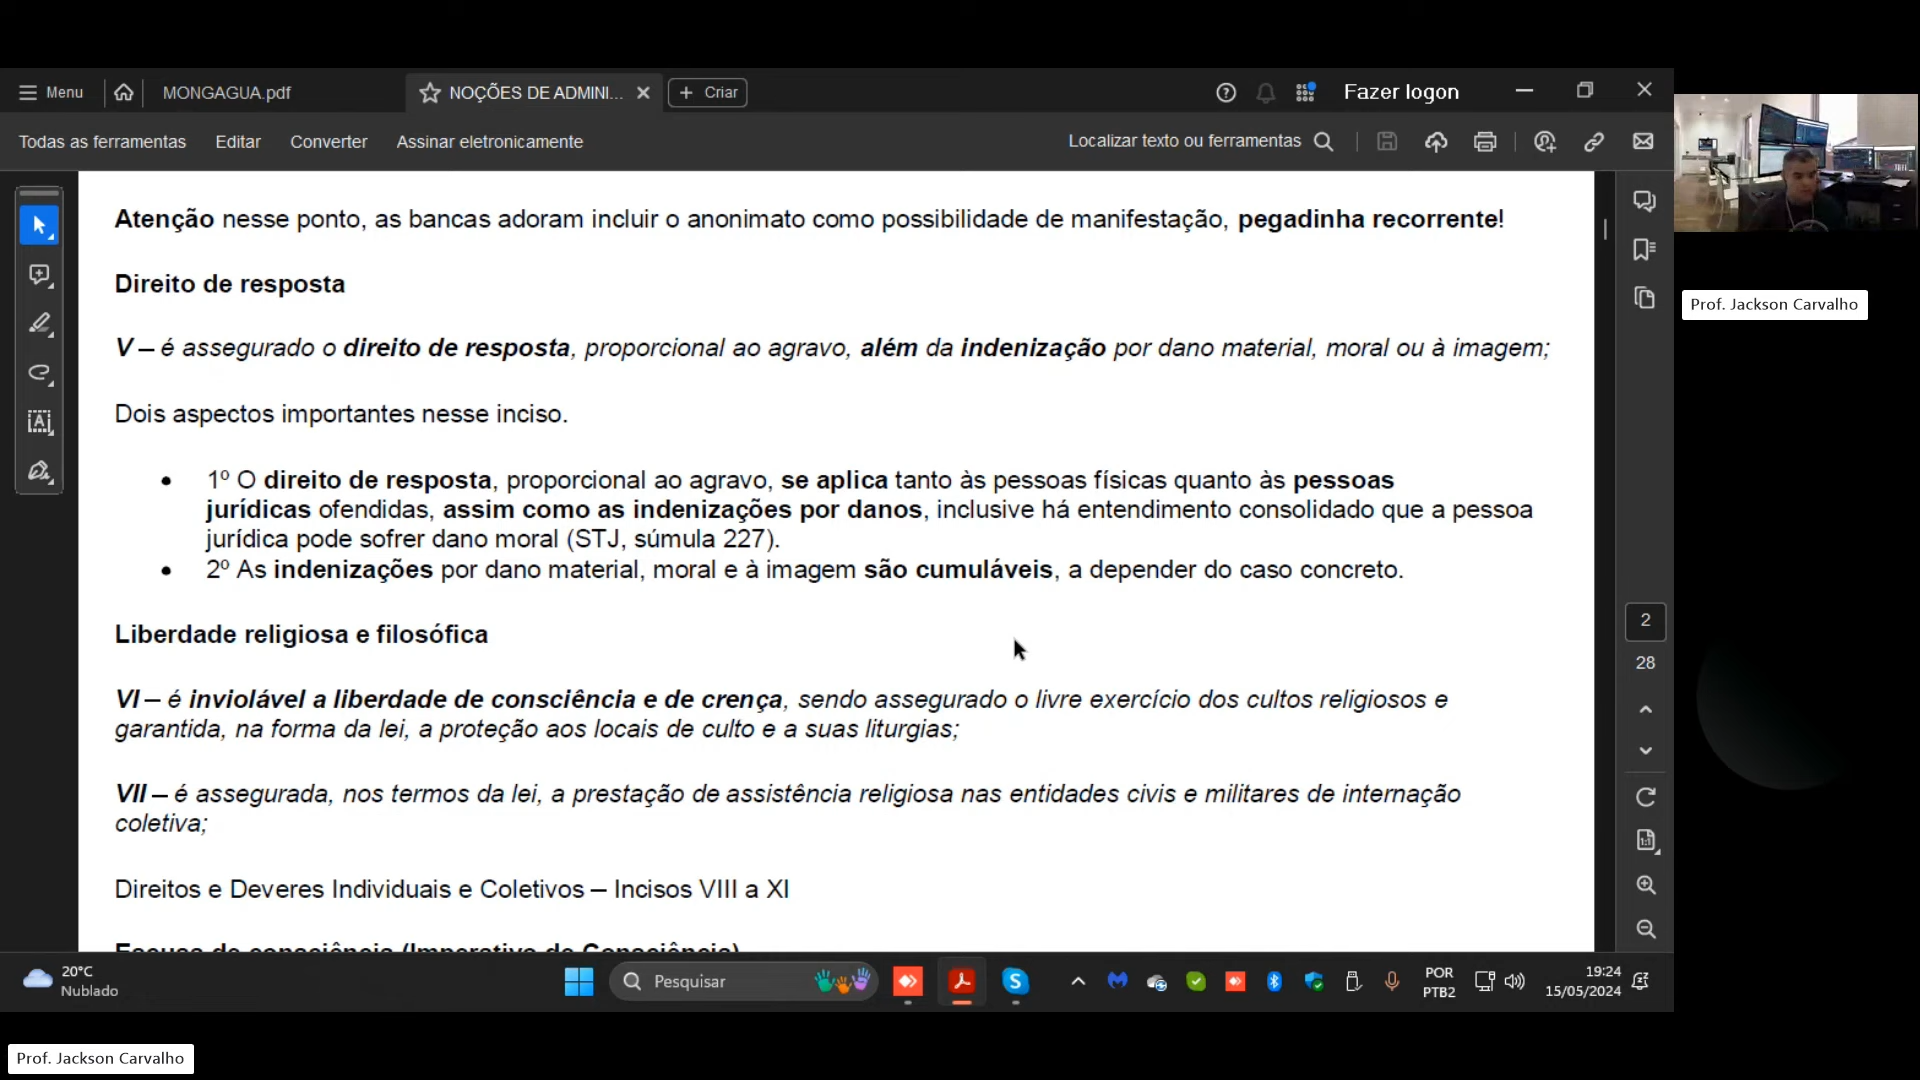 Menu
MONGAGUA.pdf
NOÇÕES DE ADMINI...
Criar
Fazer logon
Todas as ferramentas
Editar
Converter
Assinar eletronicamente
Localizar texto ou ferramentas
Atenção nesse ponto, as bancas adoram incluir o anonimato como possibilidade de manifestação, pegadinha recorrente!
Direito de resposta
V – é assegurado o direito de resposta, proporcional ao agravo, além da indenização por dano material, moral ou à imagem;
Dois aspectos importantes nesse inciso.
• 1º O direito de resposta, proporcional ao agravo, se aplica tanto às pessoas físicas quanto às pessoas
jurídicas ofendidas, assim como as indenizações por danos, inclusive há entendimento consolidado que a pessoa
jurídica pode sofrer dano moral (STJ, súmula 227).
• 2º As indenizações por dano material, moral e à imagem são cumuláveis, a depender do caso concreto.
Liberdade religiosa e filosófica
VI – é inviolável a liberdade de consciência e de crença, sendo assegurado o livre exercício dos cultos religiosos e
garantida, na forma da lei, a proteção aos locais de culto e a suas liturgias;
VII – é assegurada, nos termos da lei, a prestação de assistência religiosa nas entidades civis e militares de internação
coletiva;
Direitos e Deveres Individuais e Coletivos – Incisos VIII a XI
Escusa de consciência (Imperativo de Consciência)
2
28
Prof. Jackson Carvalho
20°C
Nublado
Pesquisar
POR
PTB2
19:24
15/05/2024
Prof. Jackson Carvalho